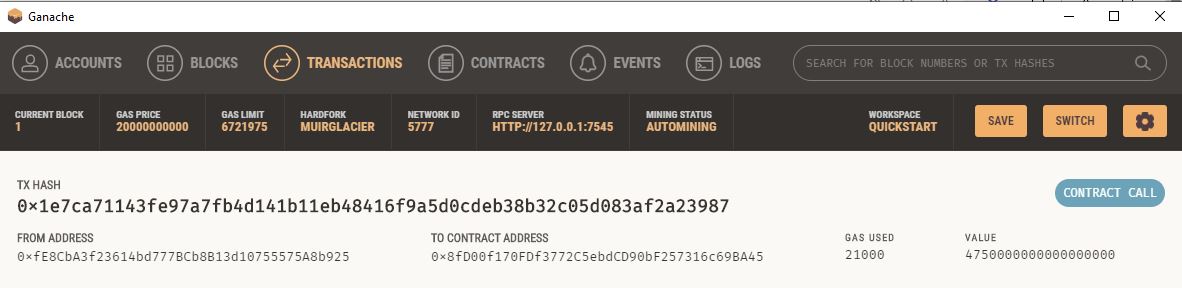 Ganache
ACCOUNTS BLOCKS TRANSACTIONS CONTRACTS EVENTS LOGS SEARCH FOR BLOCK NUMBERS OR TX HASHES
CURRENT BLOCK GAS PRICE GAS LIMIT HARDFORK NETWORK ID RPC SERVER MINING STATUS WORKSPACE
1 20000000000 6721975 MUIRGLACIER 5777 HTTP://127.0.0.1:7545 AUTOMINING QUICKSTART SAVE SWITCH
TX HASH
0×1e7ca71143fe97a7fb4d141b11eb48416f9a5d0cdeb38b32c05d083af2a23987 CONTRACT CALL
FROM ADDRESS TO CONTRACT ADDRESS GAS USED VALUE
0×fE8CbA3f23614bd777BCb8B13d10755575A8b925 0×8fD00f170FDf3772C5ebdCD90bF257316c69BA45 21000 4750000000000000000